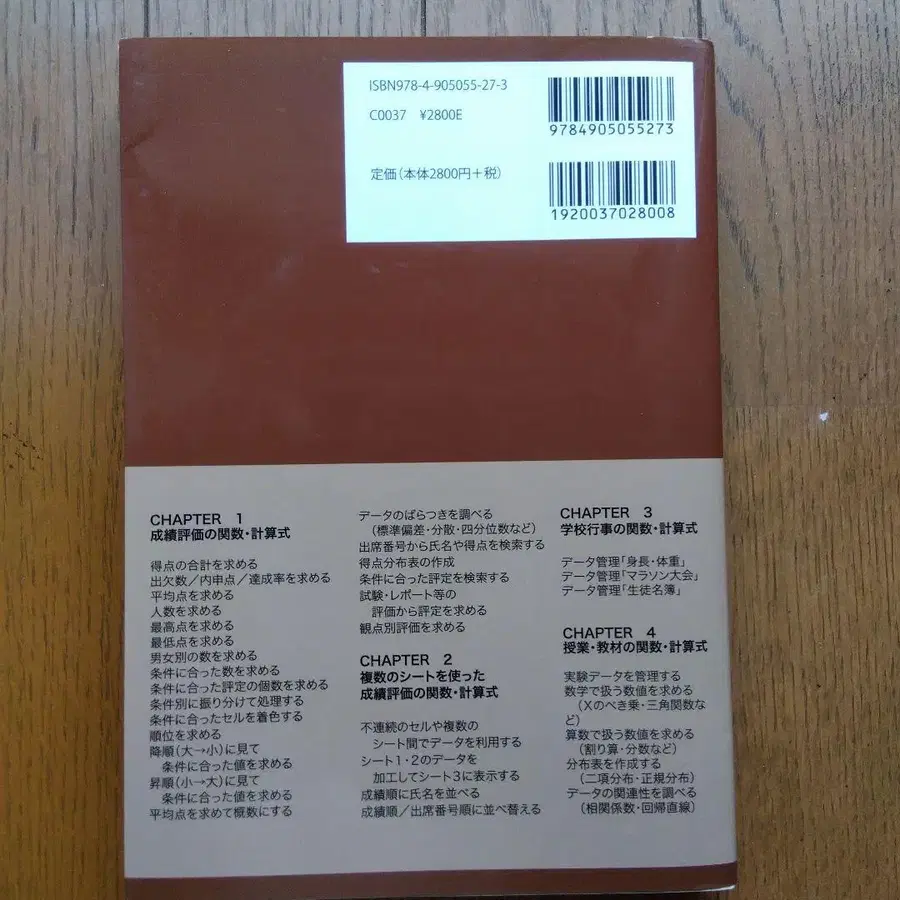 ISBN978-4-905055-27-3
C0037 ¥2800E
定価(本体2800円+税)
9784905055273
1920037028008
CHAPTER 1
成績評価の関数・計算式
得点の合計を求める
出欠数/内申点/達成率を求める
平均点を求める
人数を求める
最高点を求める
最低点を求める
男女別の数を求める
条件に合った数を求める
条件に合った評定の個数を求める
条件別に振り分けて処理する
条件に合ったセルを着色する
順位を求める
降順(大→小)に見て
条件に合った値を求める
昇順(小→大)に見て
条件に合った値を求める
平均点を求めて概数にする
データのばらつきを調べる
(標準偏差・分散・四分位数など)
出席番号から氏名や得点を検索する
得点分布表の作成
条件に合った評定を検索する
試験・レポート等の
評価から評定を求める
観点別評価を求める
CHAPTER 2
複数のシートを使った
成績評価の関数・計算式
不連続のセルや複数の
シート間でデータを利用する
シート1・2のデータを
加工してシート3に表示する
成績順に氏名を並べる
成績順/出席番号順に並べ替える
CHAPTER 3
学校行事の関数・計算式
データ管理「身長・体重」
データ管理「マラソン大会」
データ管理「生徒名簿」
CHAPTER 4
授業・教材の関数・計算式
実験データを管理する
数学で扱う数値を求める
(Xのべき乗・三角関数な
ど)
算数で扱う数値を求める
(割り算・分数など)
分布表を作成する
(二項分布・正規分布)
データの関連性を調べる
(相関係数・回帰直線)